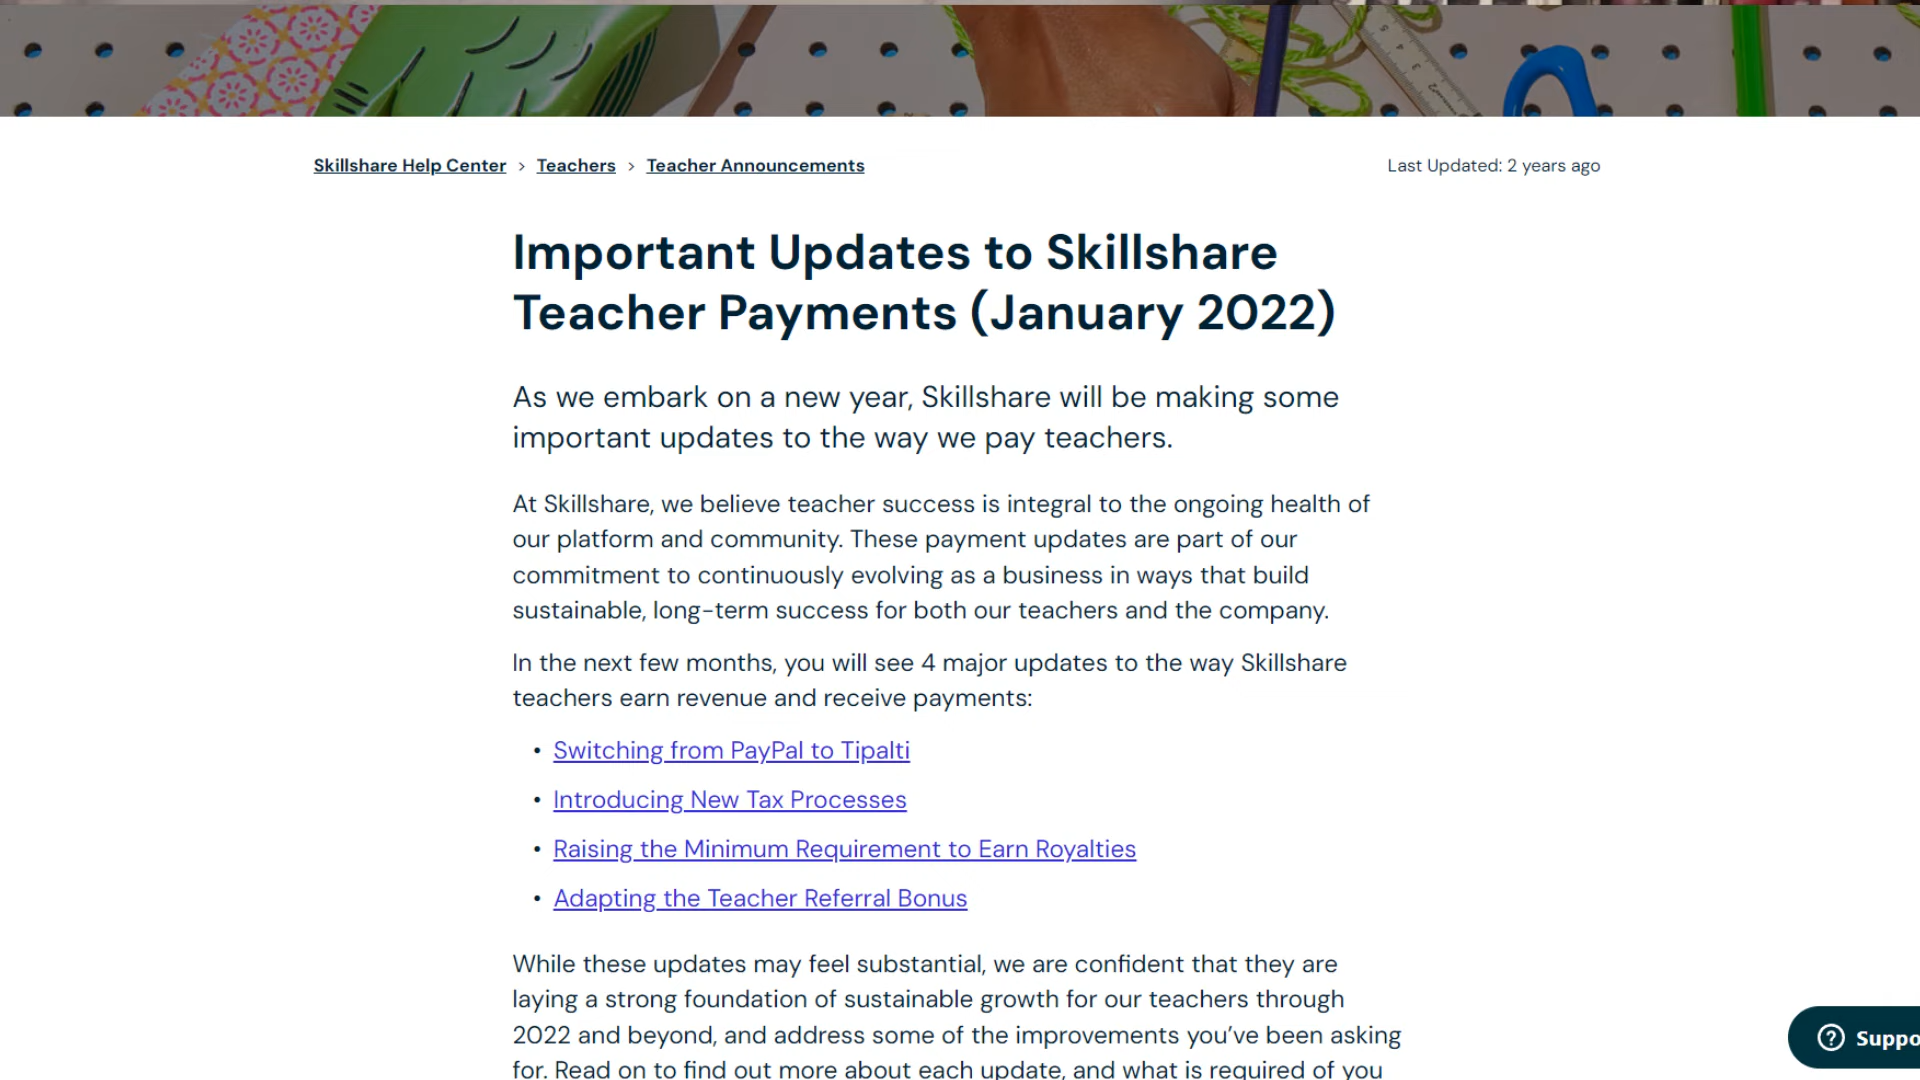 Skillshare Help Center > Teachers > Teacher Announcements
Last Updated: 2 years ago
Important Updates to Skillshare
Teacher Payments (January 2022)
As we embark on a new year, Skillshare will be making some
important updates to the way we pay teachers.
At Skillshare, we believe teacher success is integral to the ongoing health of
our platform and community. These payment updates are part of our
commitment to continuously evolving as a business in ways that build
sustainable, long-term success for both our teachers and the company.
In the next few months, you will see 4 major updates to the way Skillshare
teachers earn revenue and receive payments:
• Switching from PayPal to Tipalti
• Introducing New Tax Processes
• Raising the Minimum Requirement to Earn Royalties
• Adapting the Teacher Referral Bonus
While these updates may feel substantial, we are confident that they are
laying a strong foundation of sustainable growth for our teachers through
2022 and beyond, and address some of the improvements you’ve been asking
for. Read on to find out more about each update, and what is required of you
Suppo